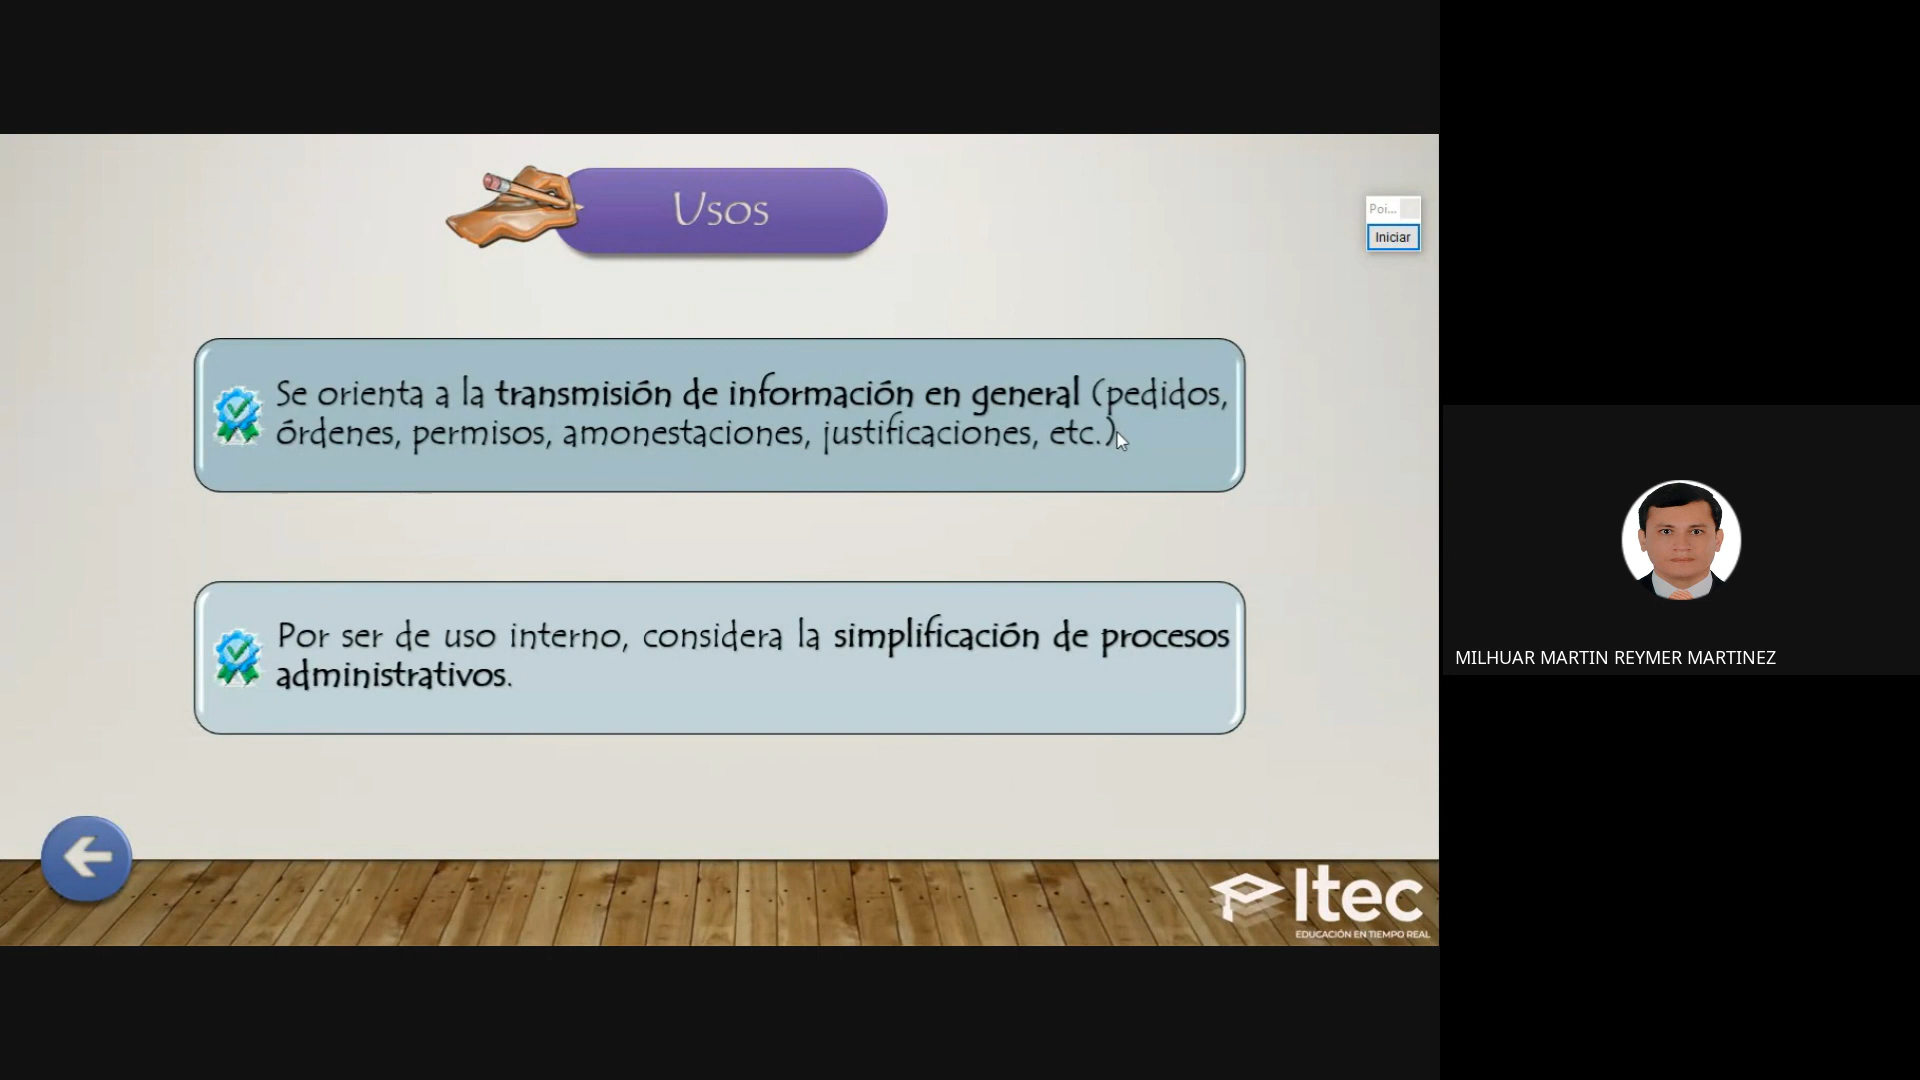 Usos
Poi...
Iniciar
Se orienta a la transmisión de información en general (pedidos,
órdenes, permisos, amonestaciones, justificaciones, etc.)
Por ser de uso interno, considera la simplificación de procesos
administrativos.
MILHUAR MARTIN REYMER MARTINEZ
Itec
EDUCACIÓN EN TIEMPO REAL